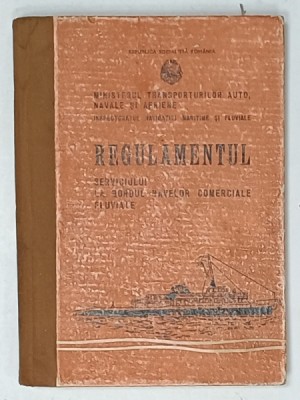 REPUBLICA SOCIALISTĂ ROMÂNIA
MINISTERUL TRANSPORTURILOR AUTO,
NAVALE ȘI AERIENE
INSPECTORATUL NAVIGAȚIEI MARITIME ȘI FLUVIALE
REGULAMENTUL
SERVICIULUI
LA BORDUL NAVELOR COMERCIALE
FLUVIALE